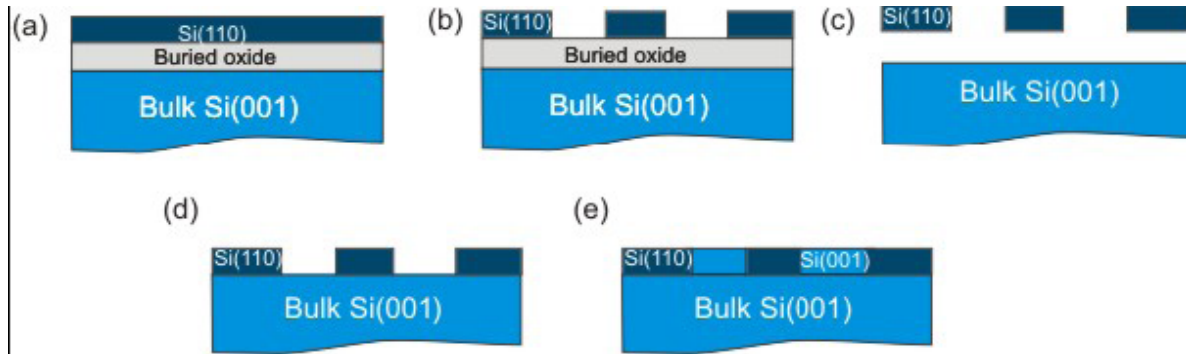 (a)
Si(110)
Buried oxide
Bulk Si(001)
(b)
Si(110)
Buried oxide
Bulk Si(001)
(c)
Si(110)
Bulk Si(001)
(d)
Si(110)
Bulk Si(001)
(e)
Si(110)
Si(001)
Bulk Si(001)